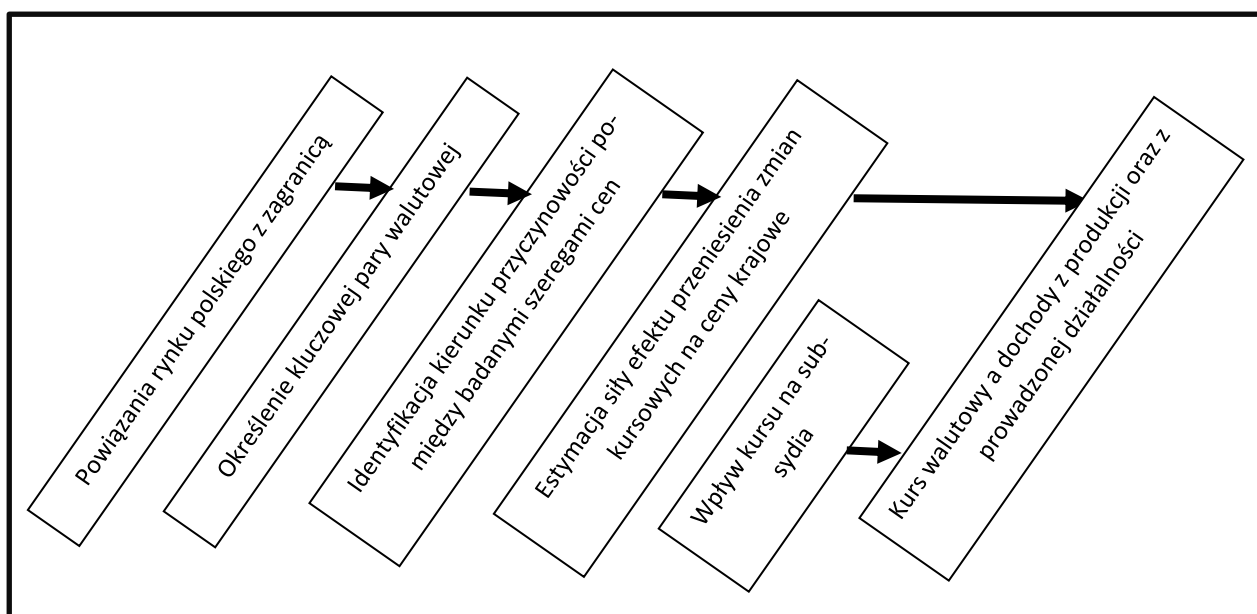 Powiązania rynku polskiego z zagranicą
Określenie kluczowej pary walutowej
Identyfikacja kierunku przyczynowości po-
między badanymi szeregami cen
Estymacja siły efektu przeniesienia zmian
kursowych na ceny krajowe
Wpływ kursu na sub-
sydia
Kurs walutowy a dochody z produkcji oraz z
prowadzonej działalności